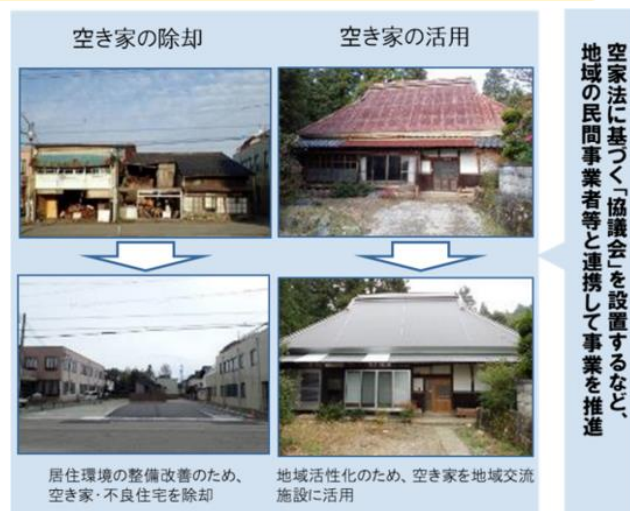 空き家の除却
空き家の活用
居住環境の整備改善のため、
空き家・不良住宅を除却
地域活性化のため、空き家を地域交流
施設に活用
空家法に基づく「協議会」を設置するなど、
地域の民間事業者等と連携して事業を推進